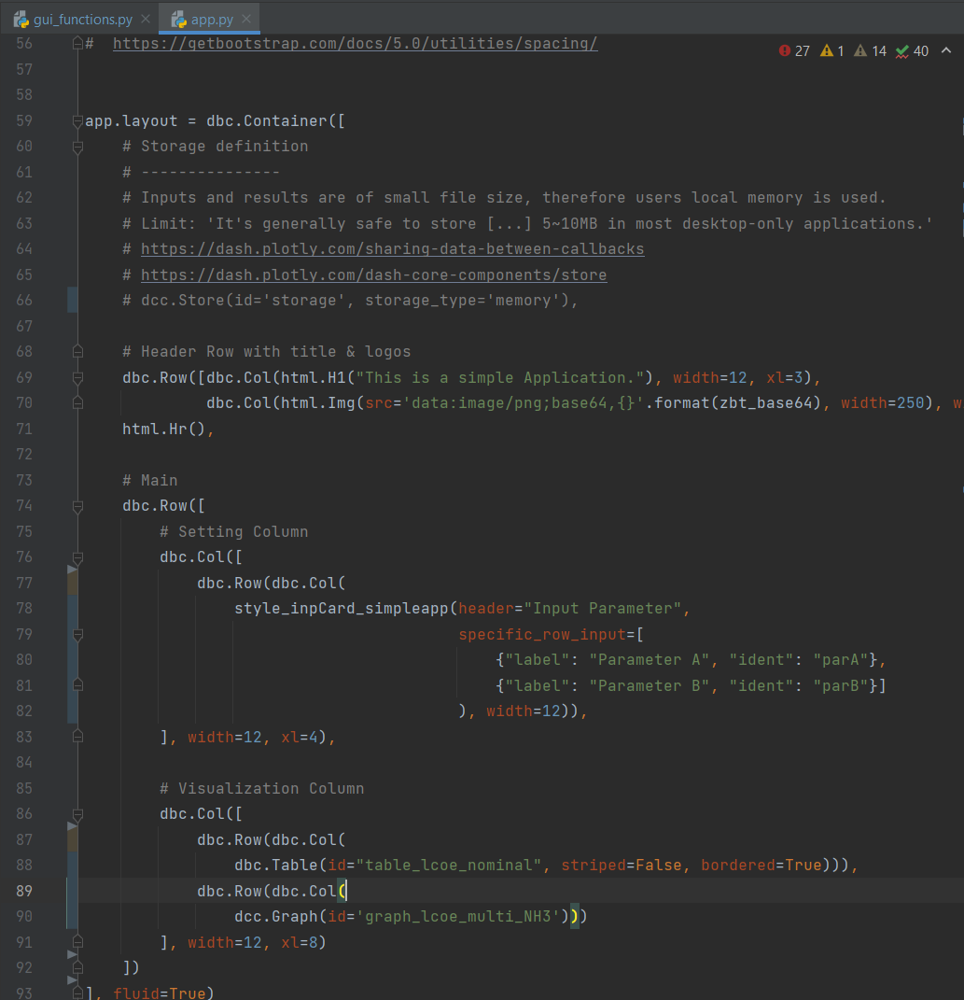 gui_functions.py
app.py
27 1 14 40
56 # https://getbootstrap.com/docs/5.0/utilities/spacing/
57
58
59 app.layout = dbc.Container([
60     # Storage definition
61     # ---------------
62     # Inputs and results are of small file size, therefore users local memory is used.
63     # Limit: 'It's generally safe to store [...] 5~10MB in most desktop-only applications.'
64     # https://dash.plotly.com/sharing-data-between-callbacks
65     # https://dash.plotly.com/dash-core-components/store
66     # dcc.Store(id='storage', storage_type='memory'),
67
68     # Header Row with title & logos
69     dbc.Row([dbc.Col(html.H1("This is a simple Application."), width=12, xl=3),
70              dbc.Col(html.Img(src='data:image/png;base64,{}'.format(zbt_base64), width=250), w
71     html.Hr(),
72
73     # Main
74     dbc.Row([
75         # Setting Column
76         dbc.Col([
77             dbc.Row(dbc.Col(
78                 style_inpCard_simpleapp(header="Input Parameter",
79                                         specific_row_input=[
80                                             {"label": "Parameter A", "ident": "parA"},
81                                             {"label": "Parameter B", "ident": "parB"}]
82                                         ), width=12)),
83         ], width=12, xl=4),
84
85         # Visualization Column
86         dbc.Col([
87             dbc.Row(dbc.Col(
88                 dbc.Table(id="table_lcoe_nominal", striped=False, bordered=True))),
89             dbc.Row(dbc.Col(
90                 dcc.Graph(id='graph_lcoe_multi_NH3')))
91         ], width=12, xl=8)
92     ])
93 ], fluid=True)